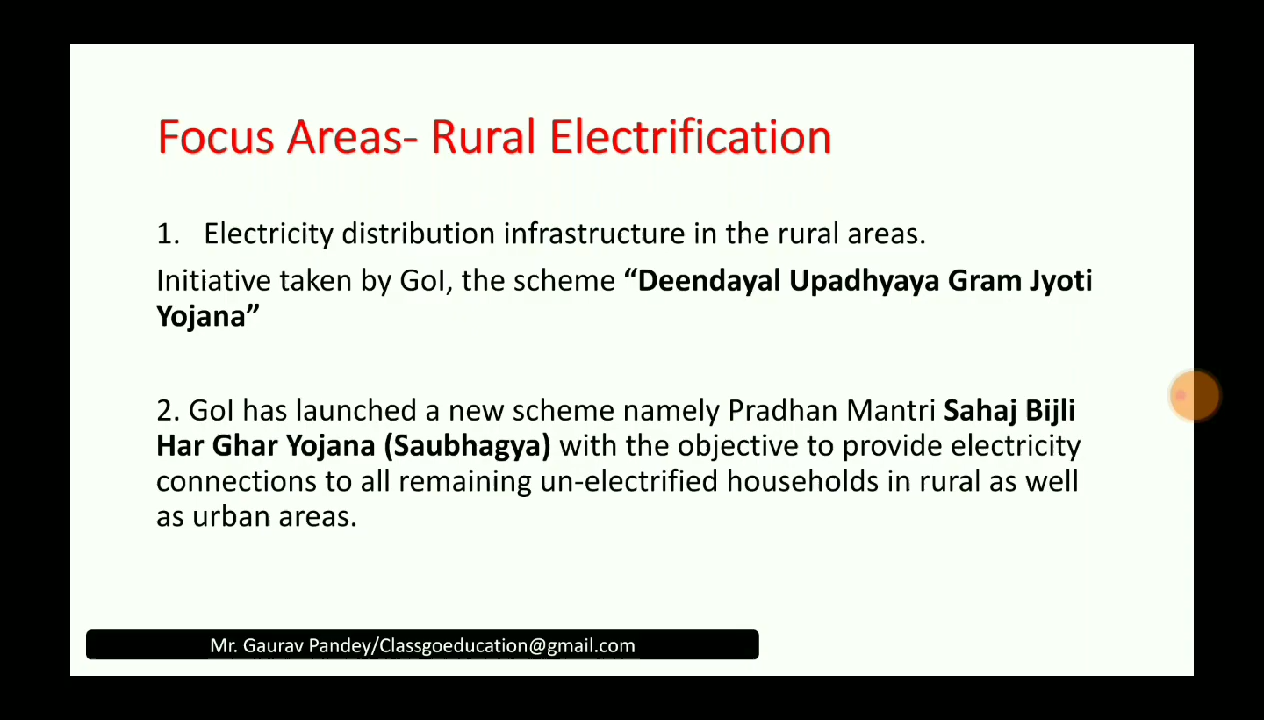 Focus Areas- Rural Electrification
1. Electricity distribution infrastructure in the rural areas.
Initiative taken by GoI, the scheme “Deendayal Upadhyaya Gram Jyoti
Yojana”
2. GoI has launched a new scheme namely Pradhan Mantri Sahaj Bijli
Har Ghar Yojana (Saubhagya) with the objective to provide electricity
connections to all remaining un-electrified households in rural as well
as urban areas.
Mr. Gaurav Pandey/Classgoeducation@gmail.com